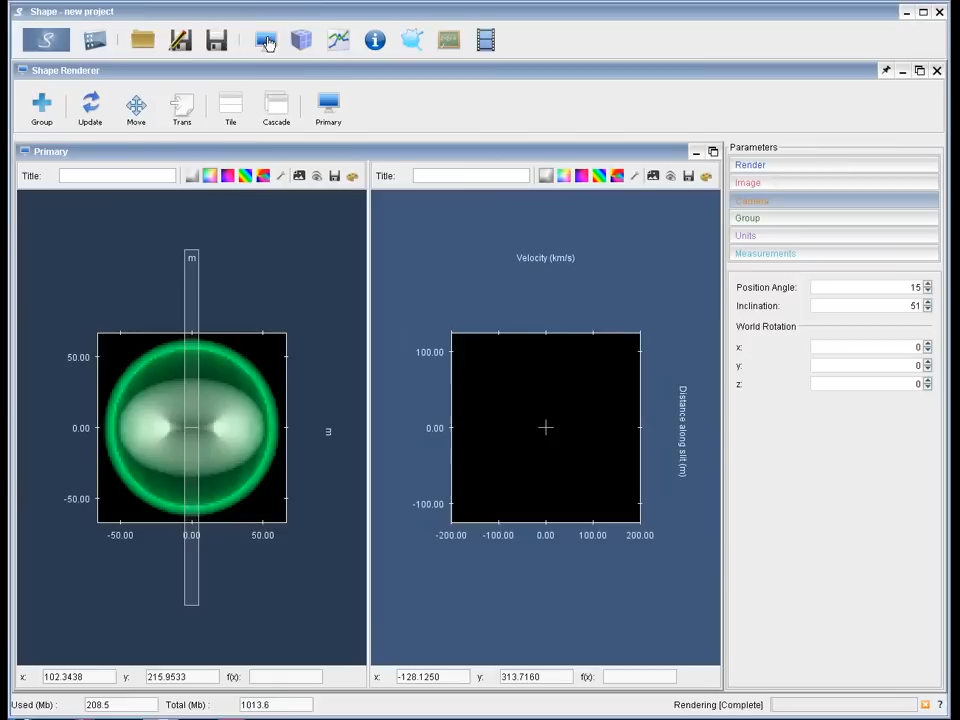 Shape - new project
Shape Renderer
Group
Update
Move
Trans
Tile
Cascade
Primary
Primary
Title:
Title:
m
50.00
0.00
-50.00
-50.00
0.00
50.00
m
Velocity (km/s)
100.00
0.00
-100.00
-200.00
-100.00
0.00
100.00
200.00
Distance along slit (m)
x: 102.3438 y: 215.9533 f(x):
x: -128.1250 y: 313.7160 f(x):
Parameters
Render
Image
Camera
Group
Units
Measurements
Position Angle: 15
Inclination: 51
World Rotation
x: 0
y: 0
z: 0
Used (Mb) : 208.5 Total (Mb) : 1013.6 Rendering [Complete]